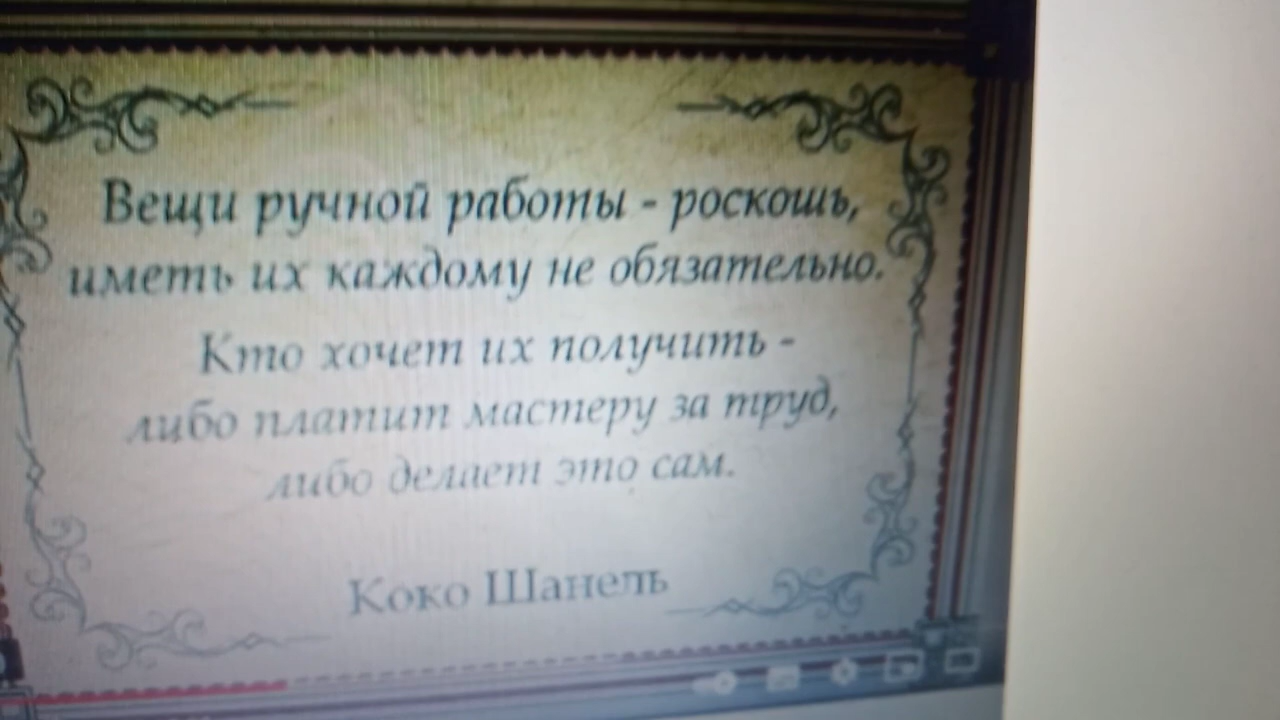 Вещи ручной работы - роскошь,
иметь их каждому не обязательно.
Кто хочет их получить -
либо платит мастеру за труд,
либо делает это сам.
Коко Шанель